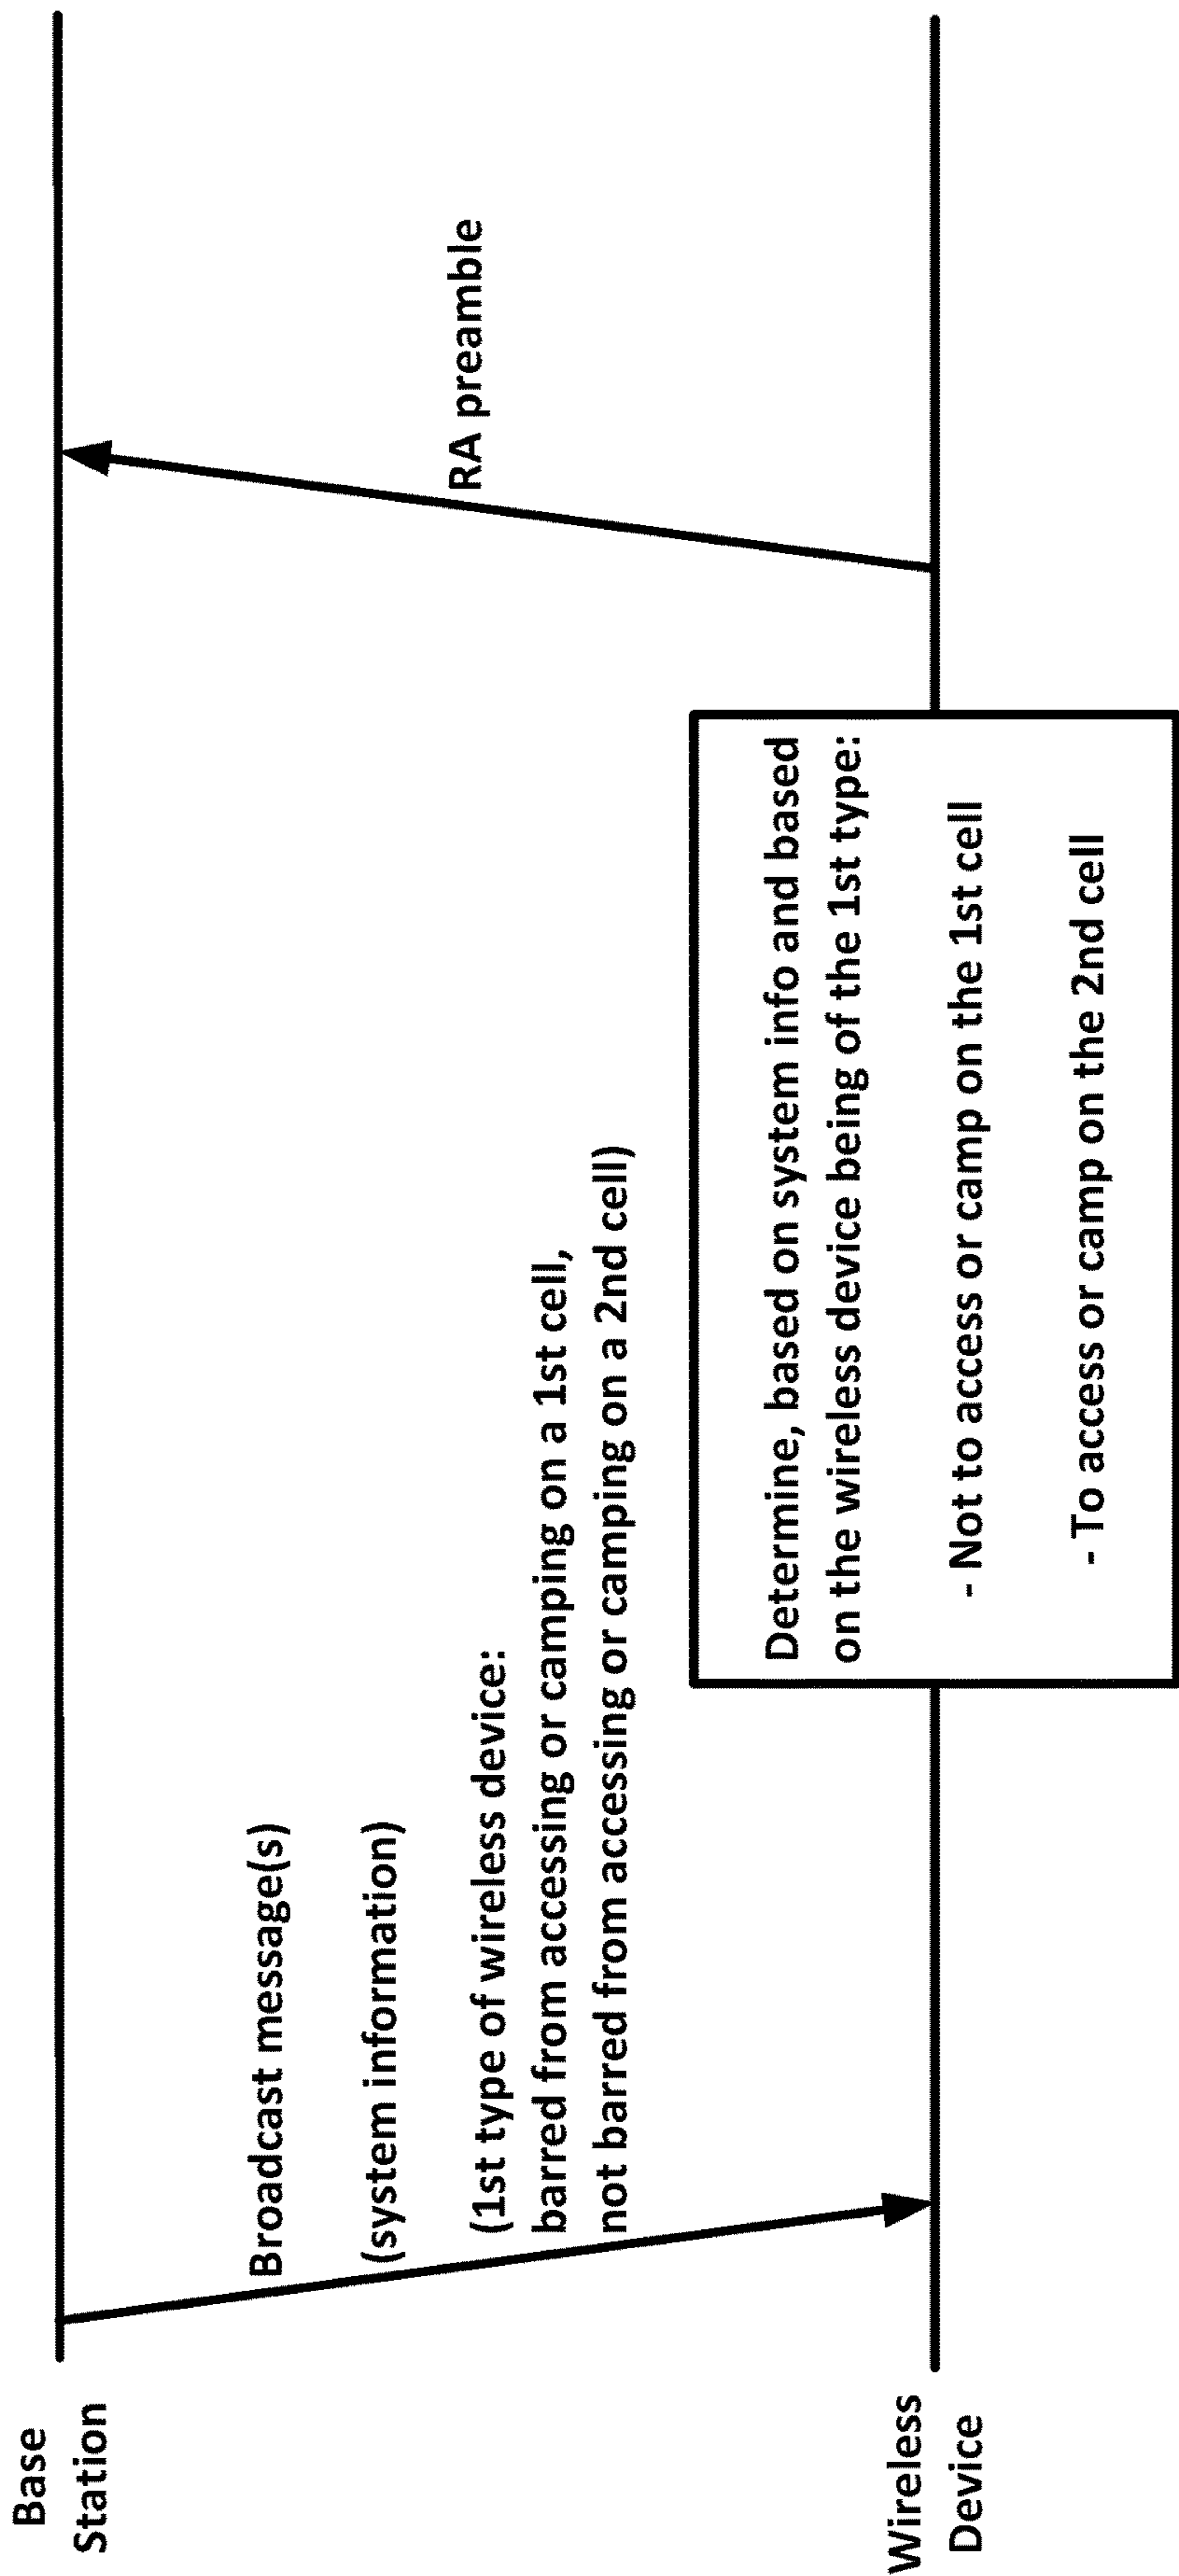 Base
Station
Broadcast message(s)
(system information)
(1st type of wireless device:
barred from accessing or camping on a 1st cell,
not barred from accessing or camping on a 2nd cell)
RA preamble
Wireless
Device
Determine, based on system info and based
on the wireless device being of the 1st type:
- Not to access or camp on the 1st cell
- To access or camp on the 2nd cell